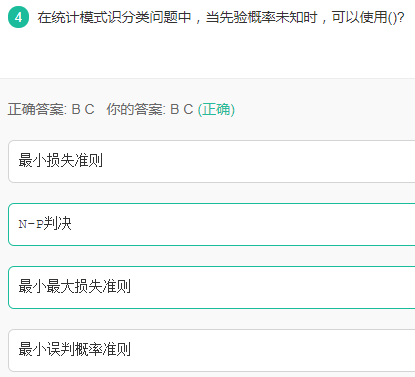 4 在统计模式识分类问题中，当先验概率未知时，可以使用()?
正确答案: B C 你的答案: B C (正确)
最小损失准则
N-P判决
最小最大损失准则
最小误判概率准则